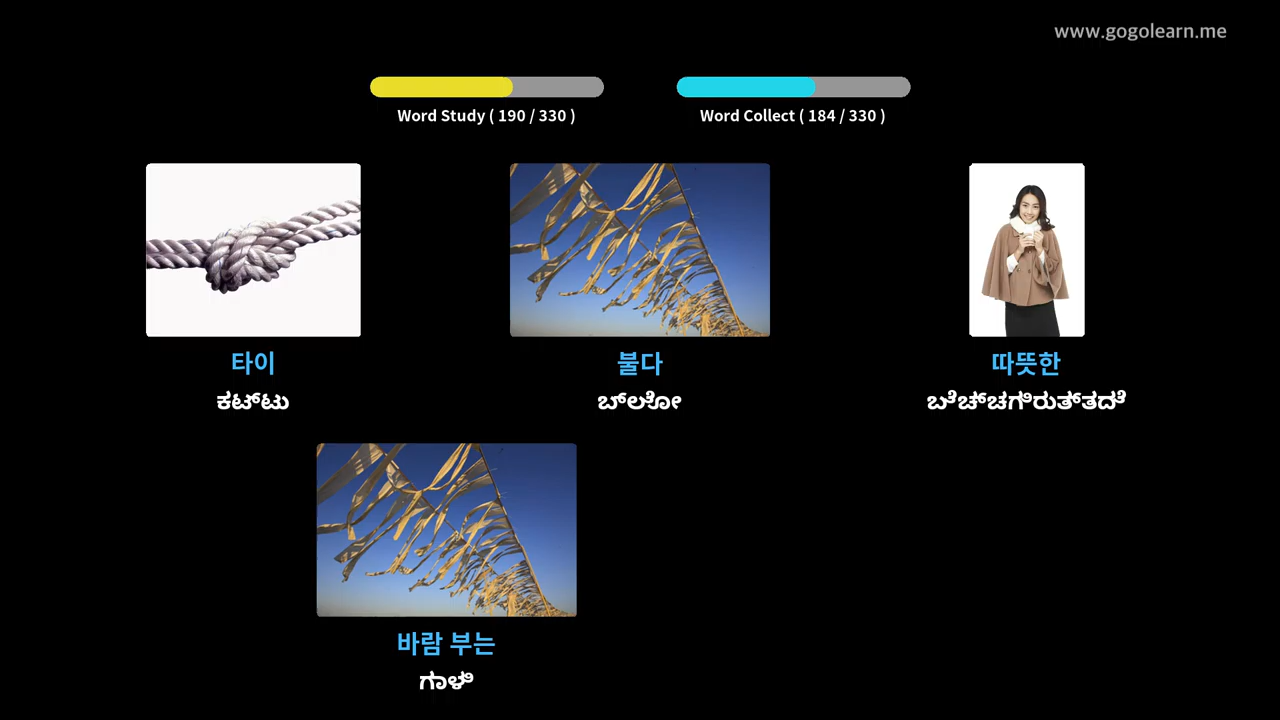 www.gogolearn.me
Word Study ( 190 / 330 )
Word Collect ( 184 / 330 )
타이
불다
따뜻한
ಕಟ್ಟು
ಬ್ಲೋ
ಬೆಚ್ಚಗಿರುತ್ತದೆ
바람 부는
ಗಾಳಿ